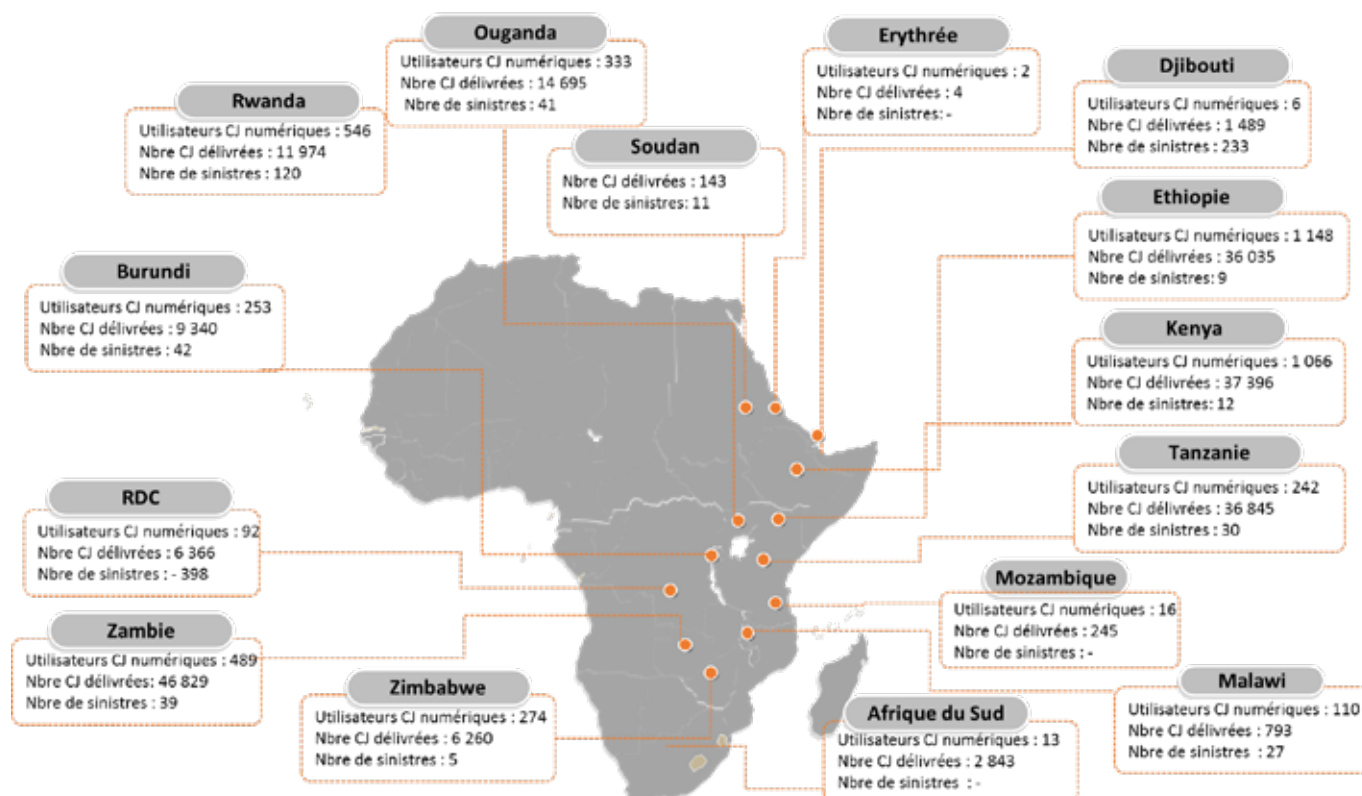 Ouganda
Utilisateurs CJ numériques : 333
Nbre CJ délivrées : 14 695
Nbre de sinistres : 41
Erythrée
Utilisateurs CJ numériques : 2
Nbre CJ délivrées : 4
Nbre de sinistres: -
Djibouti
Utilisateurs CJ numériques : 6
Nbre CJ délivrées : 1 489
Nbre de sinistres : 233
Rwanda
Utilisateurs CJ numériques : 546
Nbre CJ délivrées : 11 974
Nbre de sinistres : 120
Soudan
Nbre CJ délivrées : 143
Nbre de sinistres: 11
Ethiopie
Utilisateurs CJ numériques : 1 148
Nbre CJ délivrées : 36 035
Nbre de sinistres: 9
Burundi
Utilisateurs CJ numériques : 253
Nbre CJ délivrées : 9 340
Nbre de sinistres : 42
Kenya
Utilisateurs CJ numériques : 1 066
Nbre CJ délivrées : 37 396
Nbre de sinistres: 12
Tanzanie
Utilisateurs CJ numériques : 242
Nbre CJ délivrées : 36 845
Nbre de sinistres : 30
RDC
Utilisateurs CJ numériques : 92
Nbre CJ délivrées : 6 366
Nbre de sinistres : - 398
Mozambique
Utilisateurs CJ numériques : 16
Nbre CJ délivrées : 245
Nbre de sinistres : -
Zambie
Utilisateurs CJ numériques : 489
Nbre CJ délivrées: 46 829
Nbre de sinistres : 39
Zimbabwe
Utilisateurs CJ numériques : 274
Nbre CJ délivrées : 6 260
Nbre de sinistres : 5
Afrique du Sud
Utilisateurs CJ numériques : 13
Nbre CJ délivrées : 2 843
Nbre de sinistres : -
Malawi
Utilisateurs CJ numériques : 110
Nbre CJ délivrées : 793
Nbre de sinistres : 27